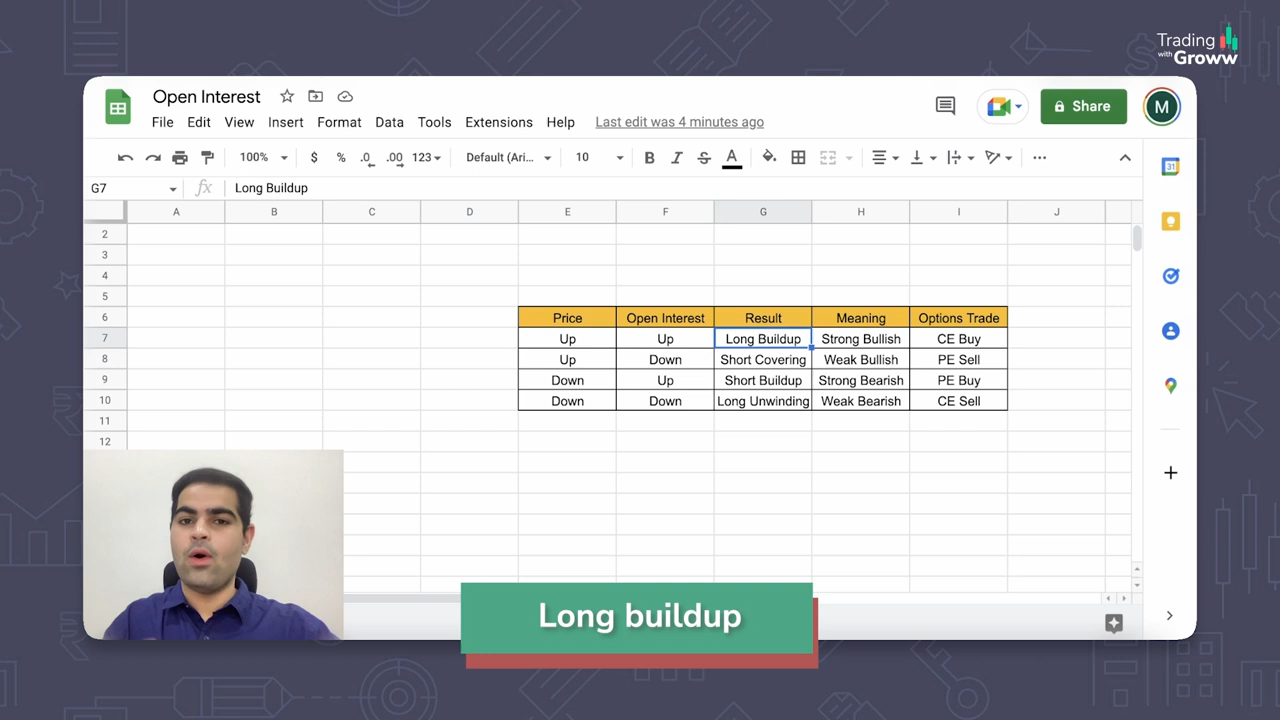 Trading
with Groww
Open Interest
File Edit View Insert Format Data Tools Extensions Help Last edit was 4 minutes ago
Share
M
100% $ % .0 .00 123 Default (Ari... 10 B I S A
31
G7 fx Long Buildup
A B C D E F G H I J
2
3
4
5
6 Price Open Interest Result Meaning Options Trade
7 Up Up Long Buildup Strong Bullish CE Buy
8 Up Down Short Covering Weak Bullish PE Sell
9 Down Up Short Buildup Strong Bearish PE Buy
10 Down Down Long Unwinding Weak Bearish CE Sell
11
12
Long buildup